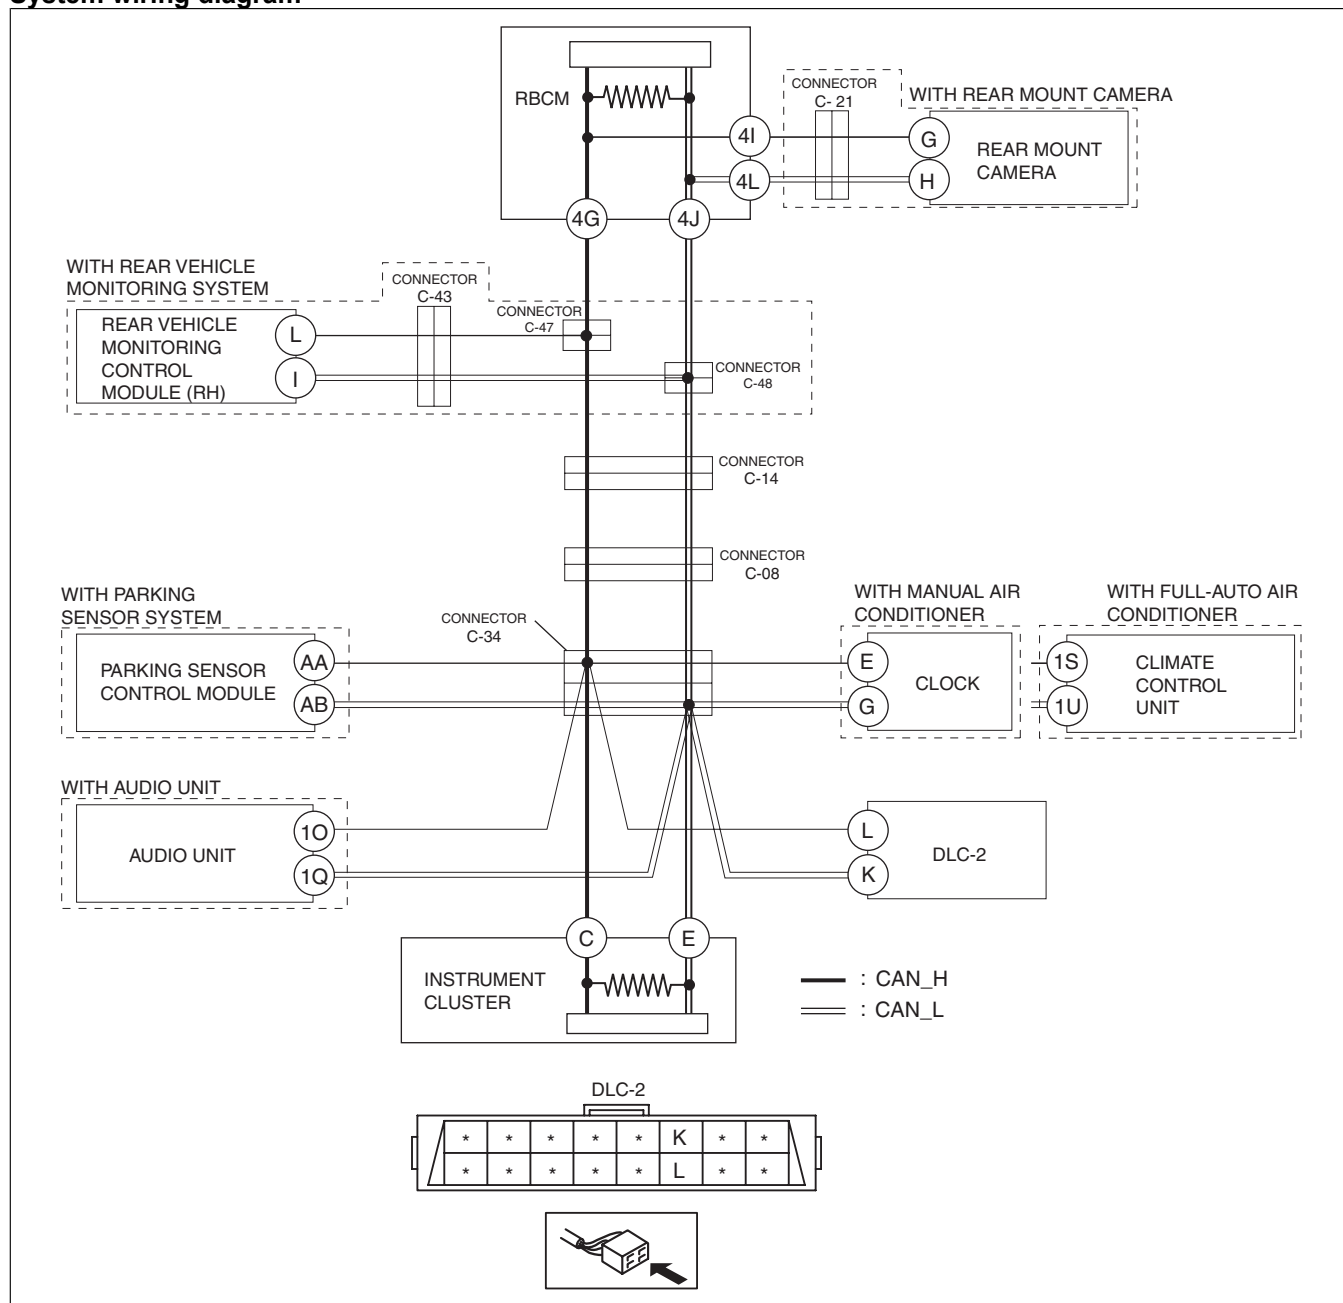 System wiring diagram
RBCM
4I
4L
4G
4J
CONNECTOR
C- 21
WITH REAR MOUNT CAMERA
G
H
REAR MOUNT
CAMERA
WITH REAR VEHICLE
MONITORING SYSTEM
REAR VEHICLE
MONITORING
CONTROL
MODULE (RH)
L
I
CONNECTOR
C-43
CONNECTOR
C-47
CONNECTOR
C-48
CONNECTOR
C-14
CONNECTOR
C-08
WITH PARKING
SENSOR SYSTEM
PARKING SENSOR
CONTROL MODULE
AA
AB
CONNECTOR
C-34
WITH MANUAL AIR
CONDITIONER
E
G
CLOCK
WITH FULL-AUTO AIR
CONDITIONER
1S
1U
CLIMATE
CONTROL
UNIT
WITH AUDIO UNIT
AUDIO UNIT
1O
1Q
L
K
DLC-2
C
E
INSTRUMENT
CLUSTER
: CAN_H
: CAN_L
DLC-2
* * * * * K * *
* * * * * L * *